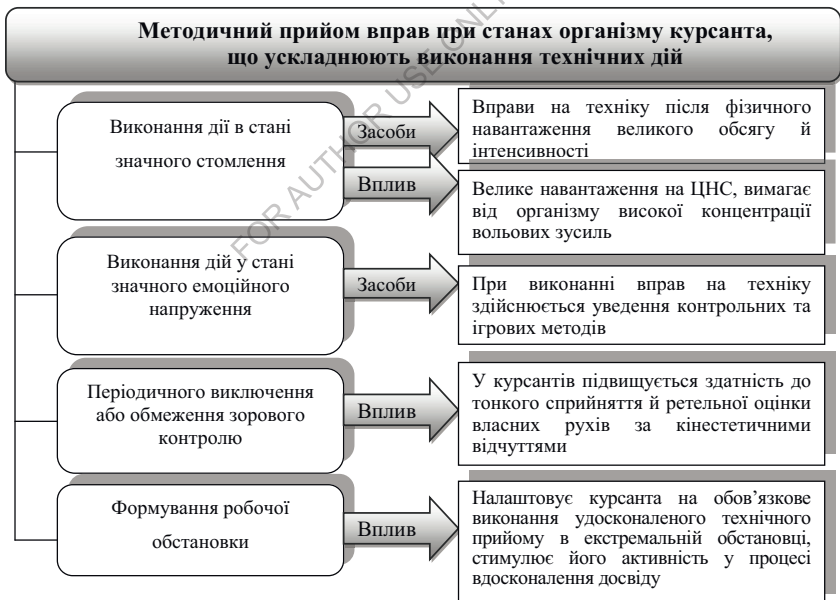 Методичний прийом вправ при станах організму курсанта,
що ускладнюють виконання технічних дій
Виконання дії в стані
значного стомлення
Засоби
Вправи на техніку після фізичного
навантаження великого обсягу й
інтенсивності
Вплив
Велике навантаження на ЦНС, вимагає
від організму високої концентрації
вольових зусиль
Виконання дій у стані
значного емоційного
напруження
Засоби
При виконанні вправ на техніку
здійснюється уведення контрольних та
ігрових методів
Періодичного виключення
або обмеження зорового
контролю
Вплив
У курсантів підвищується здатність до
тонкого сприйняття й ретельної оцінки
власних рухів за кінестетичними
відчуттями
Формування робочої
обстановки
Вплив
Налаштовує курсанта на обов’язкове
виконання удосконаленого технічного
прийому в екстремальній обстановці,
стимулює його активність у процесі
вдосконалення досвіду
FOR AUTHOR USE ONLY